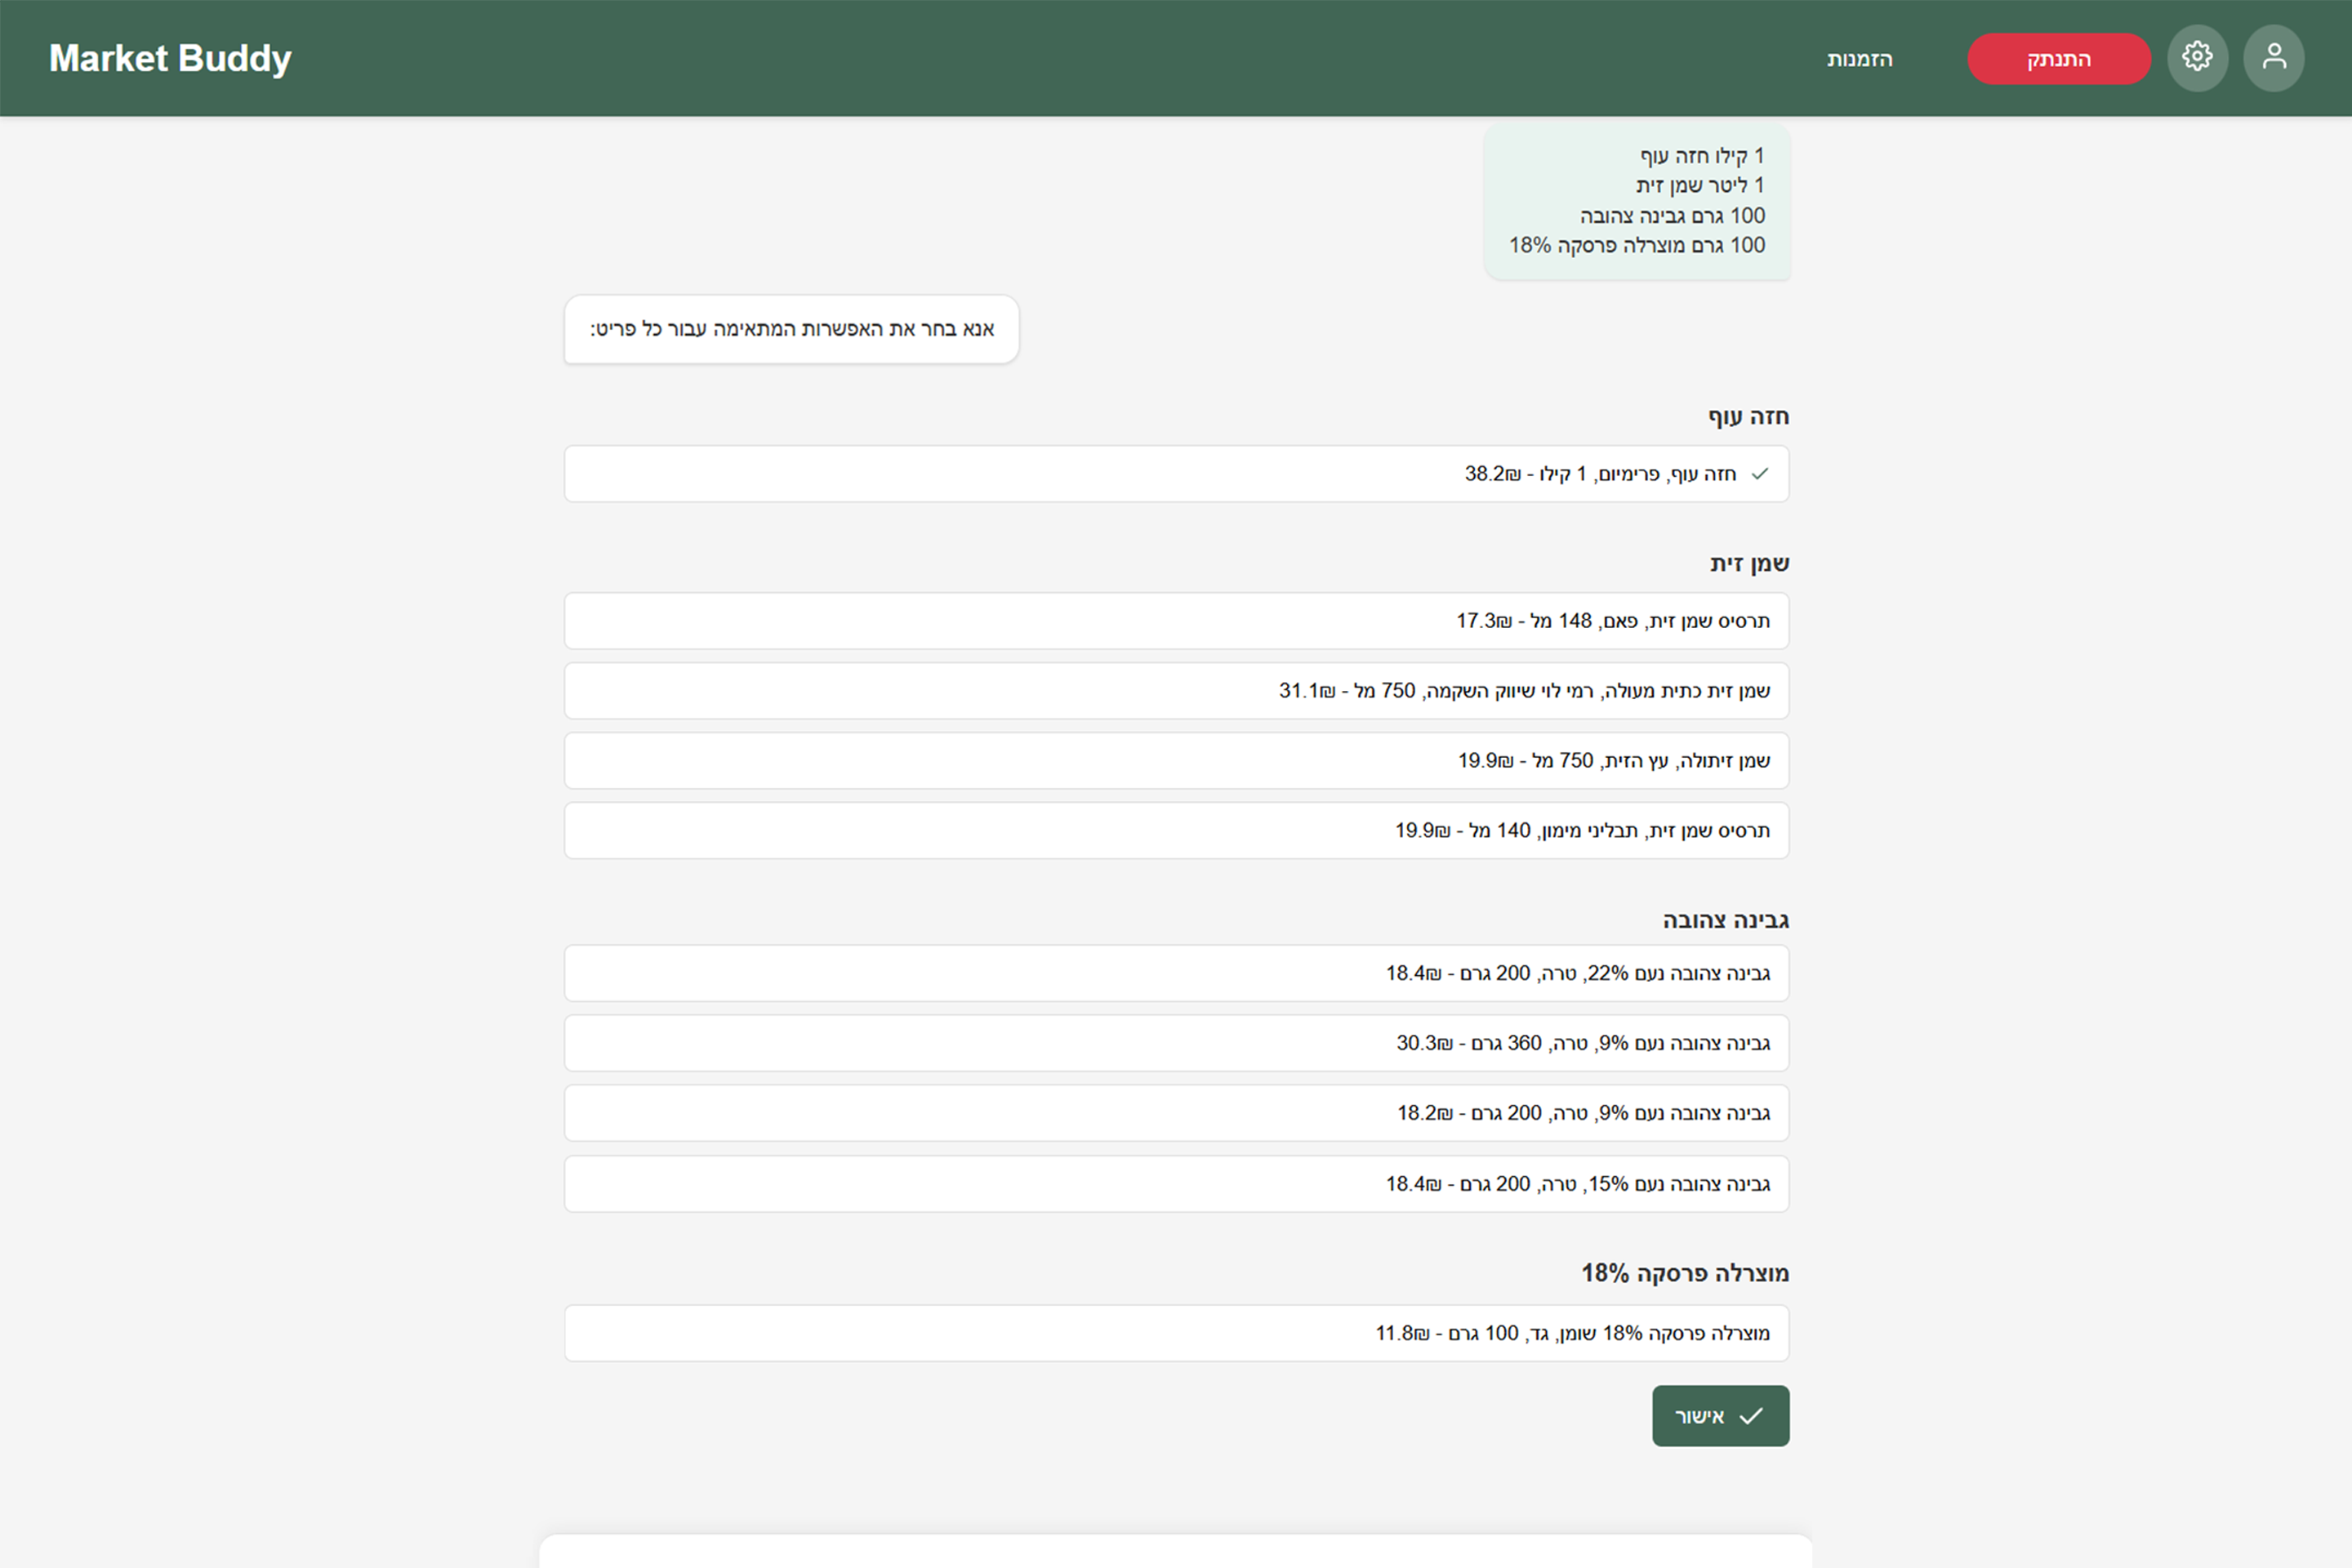 Market Buddy
הזמנות
התנתק
1 קילו חזה עוף
1 ליטר שמן זית
100 גרם גבינה צהובה
100 גרם מוצרלה פרסקה 18%
אנא בחר את האפשרות המתאימה עבור כל פריט:
חזה עוף
חזה עוף, פרימיום, 1 קילו - ₪38.2
שמן זית
תרסיס שמן זית, פאם, 148 מל - ₪17.3
שמן זית כתית מעולה, רמי לוי שיווק השקמה, 750 מל - ₪31.1
שמן זיתולה, עץ הזית, 750 מל - ₪19.9
תרסיס שמן זית, תבליני מימון, 140 מל - ₪19.9
גבינה צהובה
גבינה צהובה נעם 22%, טרה, 200 גרם - ₪18.4
גבינה צהובה נעם 9%, טרה, 360 גרם - ₪30.3
גבינה צהובה נעם 9%, טרה, 200 גרם - ₪18.2
גבינה צהובה נעם 15%, טרה, 200 גרם - ₪18.4
מוצרלה פרסקה 18%
מוצרלה פרסקה 18% שומן, גד, 100 גרם - ₪11.8
אישור